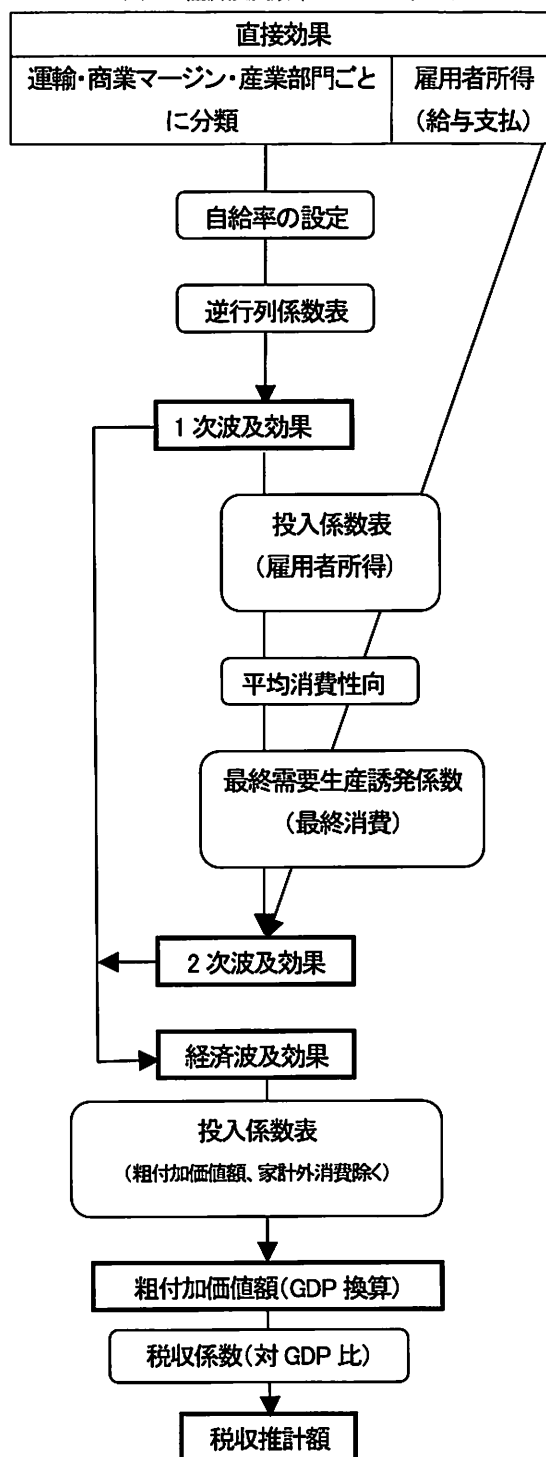 直接効果
運輸・商業マージン・産業部門ごと
に分類
雇用者所得
(給与支払)
自給率の設定
逆行列係数表
1 次波及効果
投入係数表
(雇用者所得)
平均消費性向
最終需要生産誘発係数
(最終消費)
2 次波及効果
経済波及効果
投入係数表
(粗付加価値額、家計外消費除く)
粗付加価値額(GDP 換算)
税収係数(対 GDP 比)
税収推計額